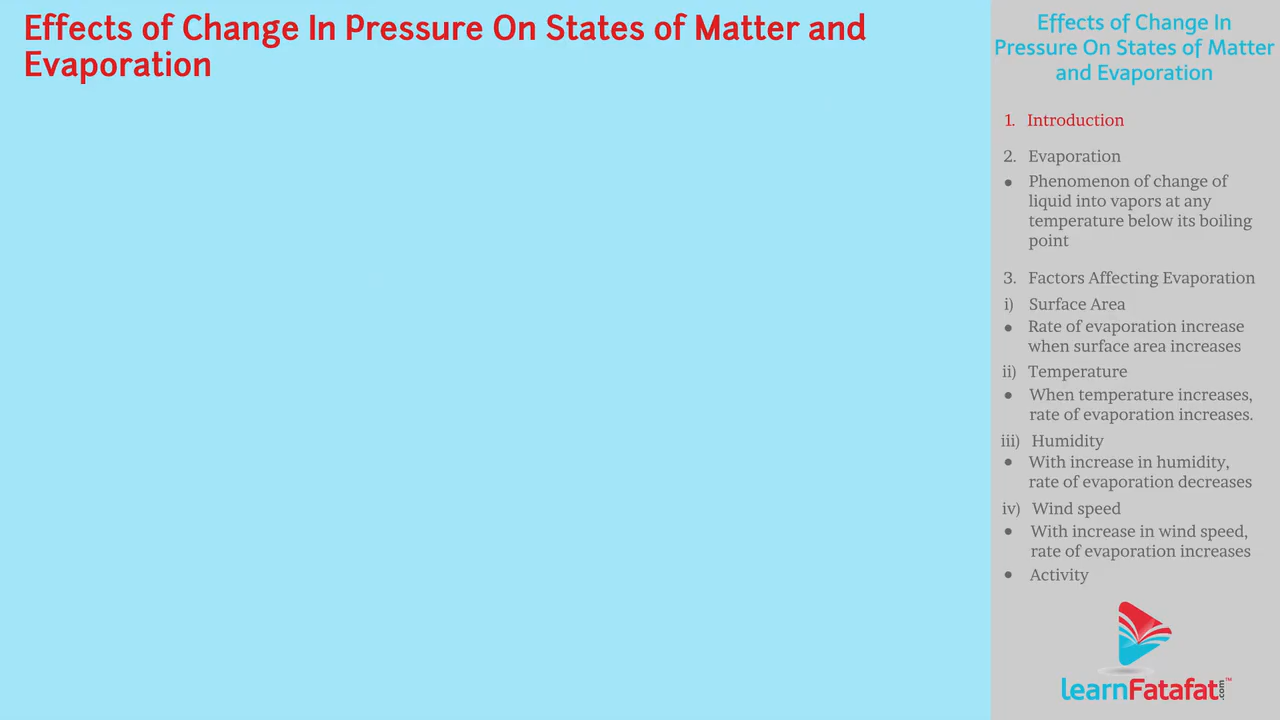 Effects of Change In Pressure On States of Matter and
Evaporation
Effects of Change In
Pressure On States of Matter
and Evaporation
1. Introduction
2. Evaporation
● Phenomenon of change of
liquid into vapors at any
temperature below its boiling
point
3. Factors Affecting Evaporation
i) Surface Area
● Rate of evaporation increase
when surface area increases
ii) Temperature
● When temperature increases,
rate of evaporation increases.
iii) Humidity
● With increase in humidity,
rate of evaporation decreases
iv) Wind speed
● With increase in wind speed,
rate of evaporation increases
● Activity
learnFatafat.com™